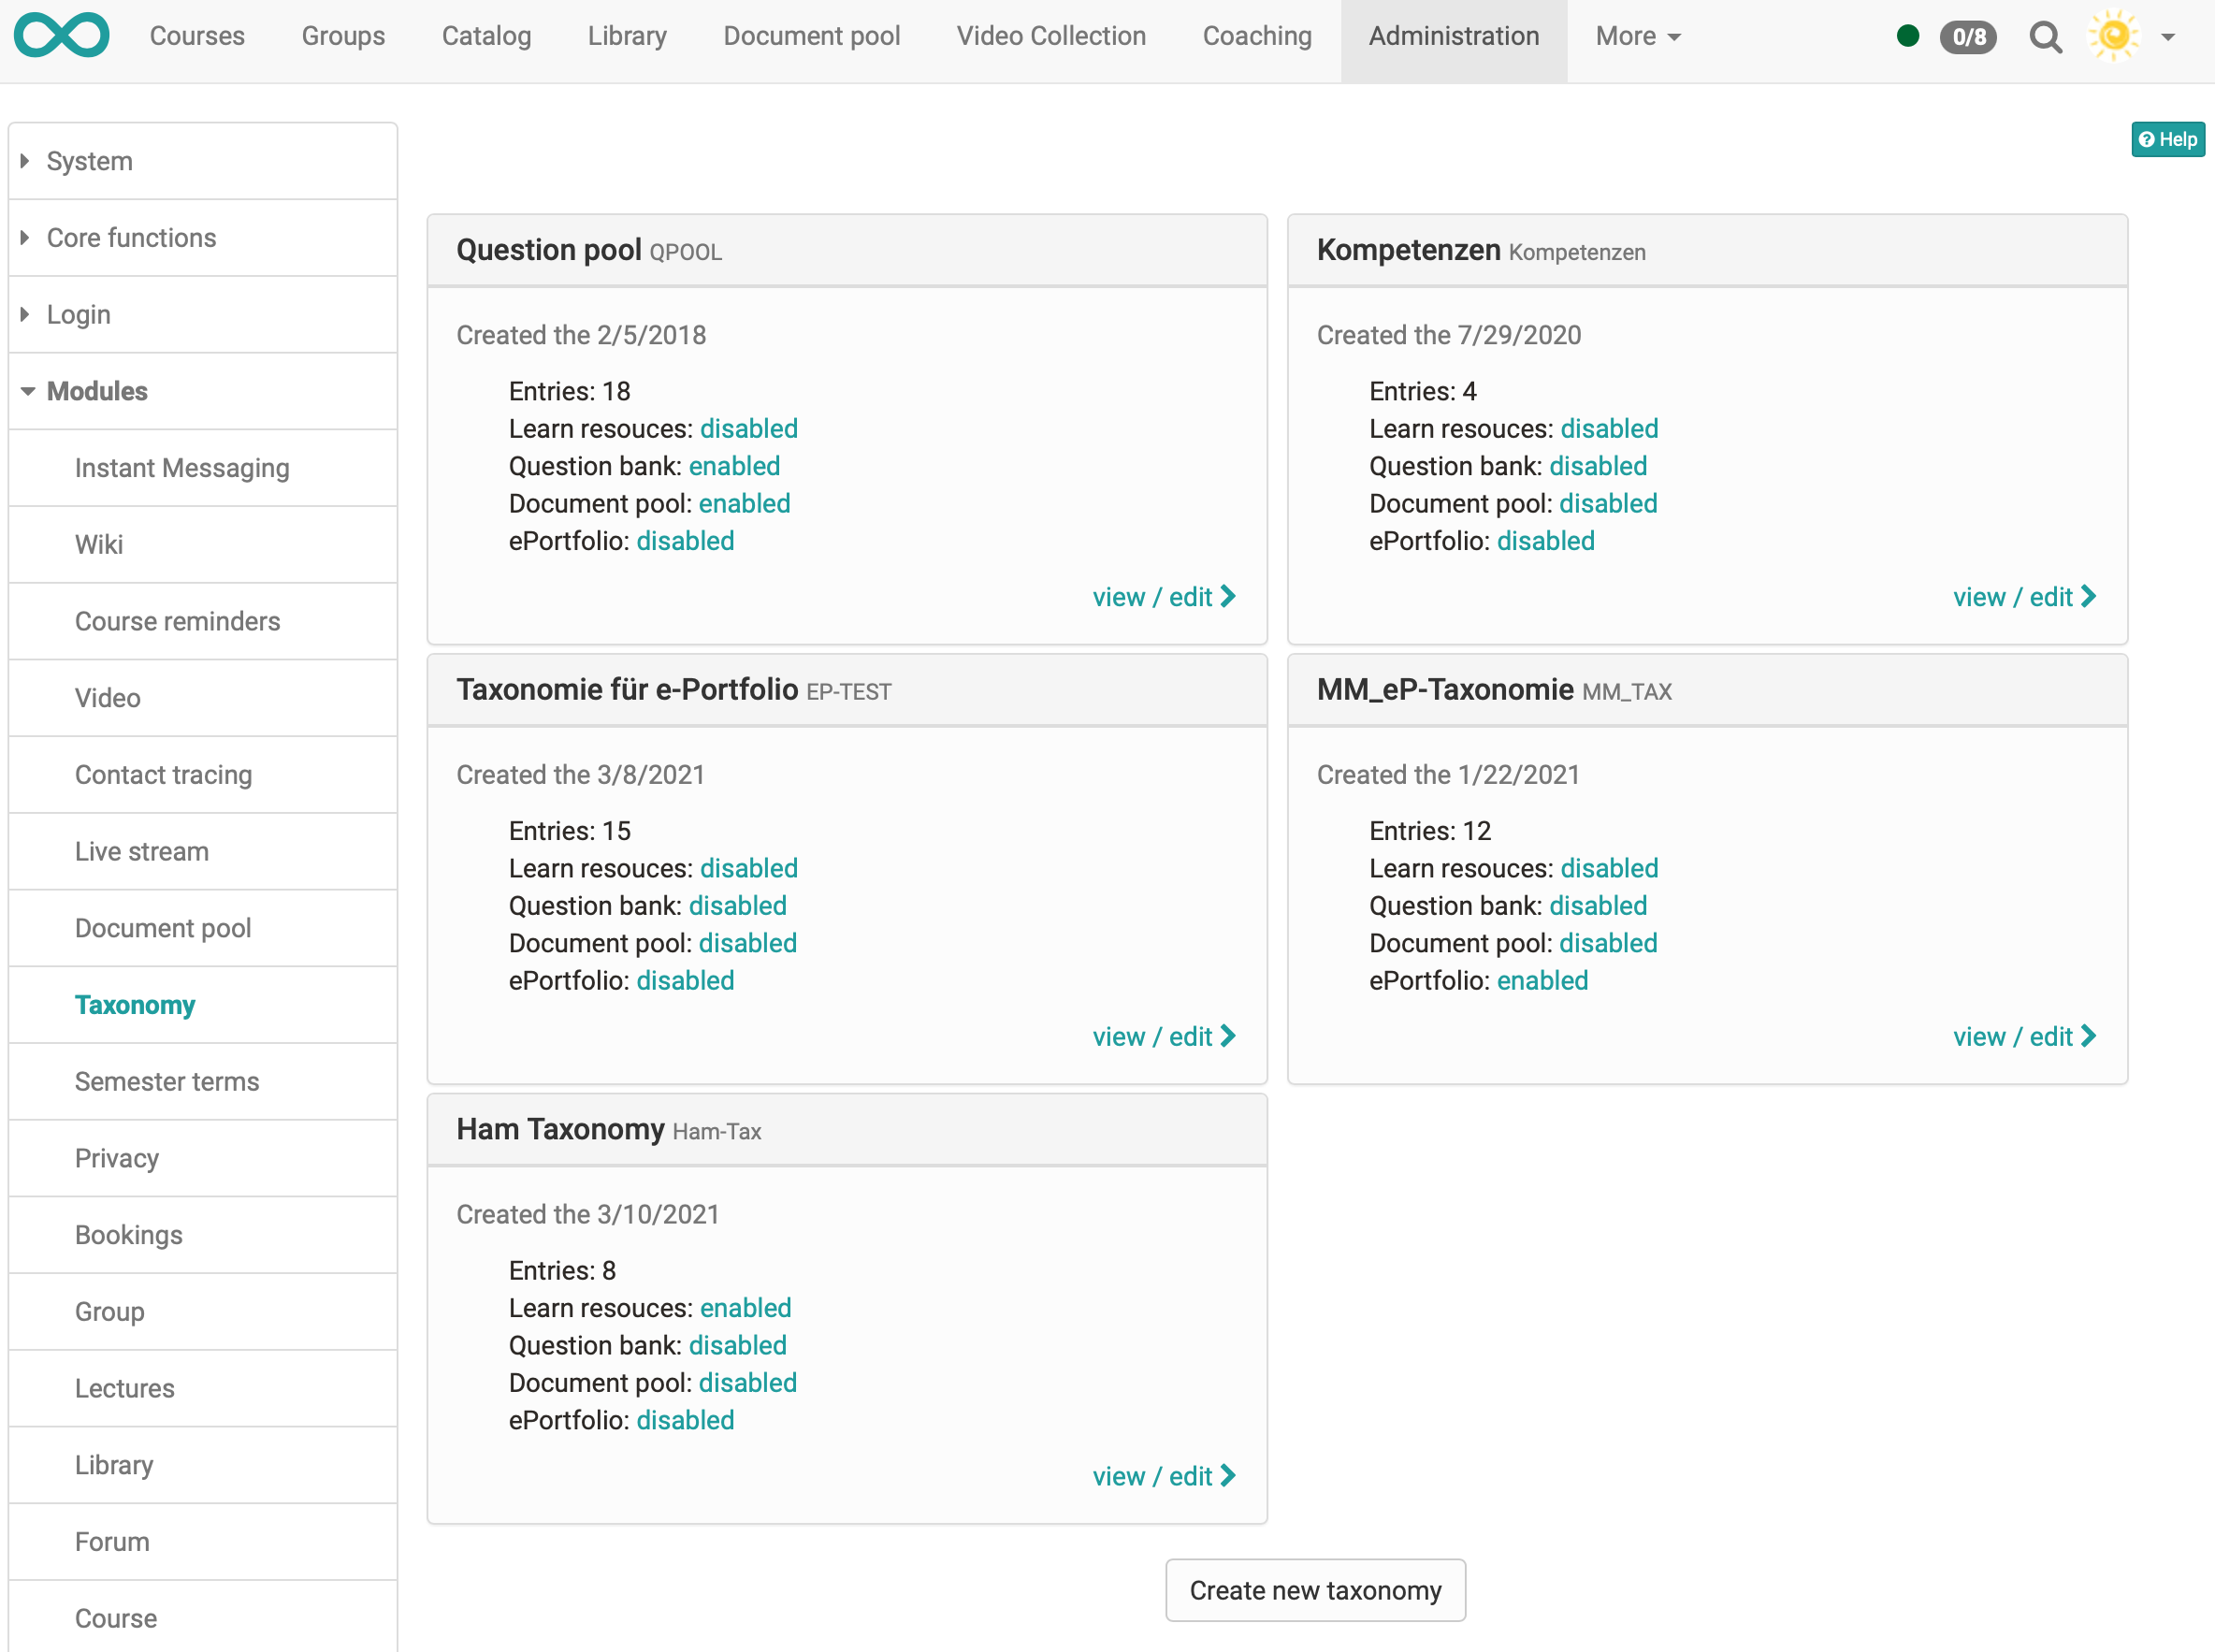 Courses Groups Catalog Library Document pool Video Collection Coaching Administration More 0/8
Help
System
Core functions
Login
Modules
Instant Messaging
Wiki
Course reminders
Video
Contact tracing
Live stream
Document pool
Taxonomy
Semester terms
Privacy
Bookings
Group
Lectures
Library
Forum
Course
Question pool QPOOL
Created the 2/5/2018
Entries: 18
Learn resouces: disabled
Question bank: enabled
Document pool: enabled
ePortfolio: disabled
view / edit
Kompetenzen Kompetenzen
Created the 7/29/2020
Entries: 4
Learn resouces: disabled
Question bank: disabled
Document pool: disabled
ePortfolio: disabled
view / edit
Taxonomie für e-Portfolio EP-TEST
Created the 3/8/2021
Entries: 15
Learn resouces: disabled
Question bank: disabled
Document pool: disabled
ePortfolio: disabled
view / edit
MM_eP-Taxonomie MM_TAX
Created the 1/22/2021
Entries: 12
Learn resouces: disabled
Question bank: disabled
Document pool: disabled
ePortfolio: enabled
view / edit
Ham Taxonomy Ham-Tax
Created the 3/10/2021
Entries: 8
Learn resouces: enabled
Question bank: disabled
Document pool: disabled
ePortfolio: disabled
view / edit
Create new taxonomy